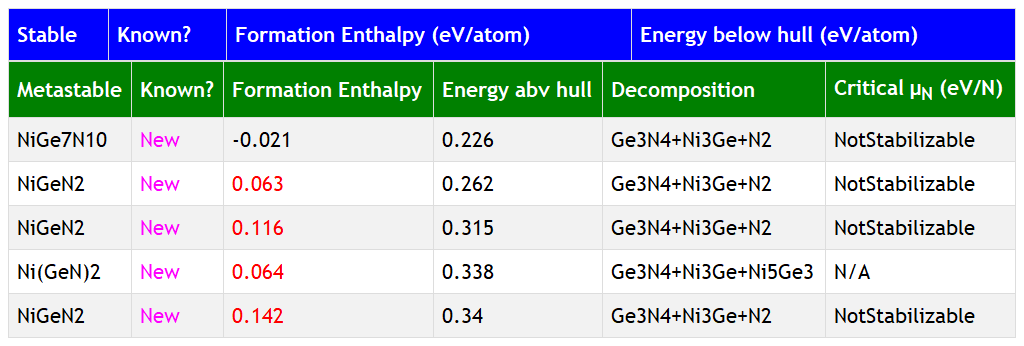 Stable Known? Formation Enthalpy (eV/atom) Energy below hull (eV/atom)
Metastable Known? Formation Enthalpy Energy abv hull Decomposition Critical μN (eV/N)
NiGe7N10 New -0.021 0.226 Ge3N4+Ni3Ge+N2 NotStabilizable
NiGeN2 New 0.063 0.262 Ge3N4+Ni3Ge+N2 NotStabilizable
NiGeN2 New 0.116 0.315 Ge3N4+Ni3Ge+N2 NotStabilizable
Ni(GeN)2 New 0.064 0.338 Ge3N4+Ni3Ge+Ni5Ge3 N/A
NiGeN2 New 0.142 0.34 Ge3N4+Ni3Ge+N2 NotStabilizable